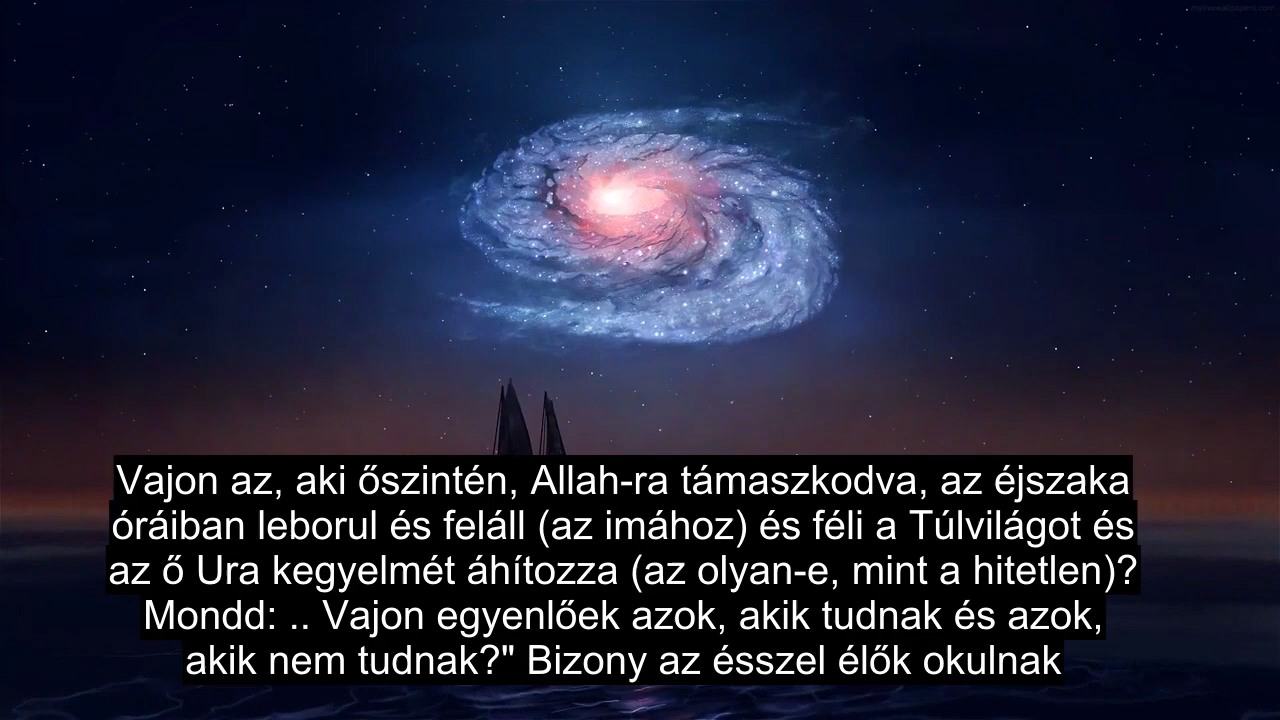 Vajon az, aki őszintén, Allah-ra támaszkodva, az éjszaka
óráiban leborul és feláll (az imához) és féli a Túlvilágot és
az ő Ura kegyelmét áhítozza (az olyan-e, mint a hitetlen)?
Mondd: .. Vajon egyenlőek azok, akik tudnak és azok,
akik nem tudnak?" Bizony az ésszel élők okulnak